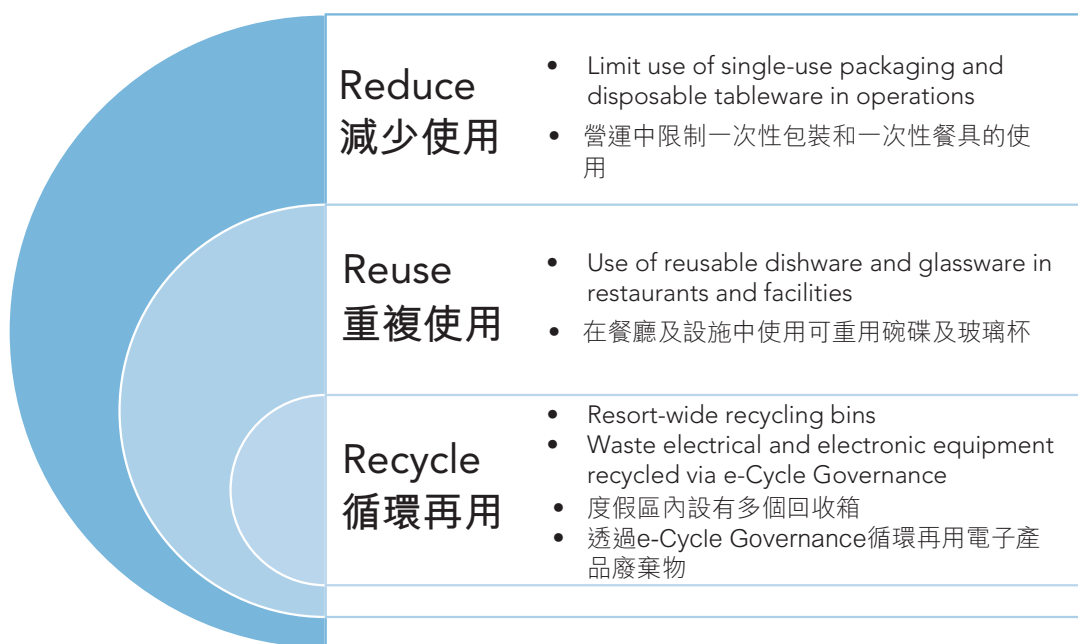 Reduce
減少使用
• Limit use of single-use packaging and
disposable tableware in operations
• 營運中限制一次性包裝和一次性餐具的使
用
Reuse
重複使用
• Use of reusable dishware and glassware in
restaurants and facilities
• 在餐廳及設施中使用可重用碗碟及玻璃杯
Recycle
循環再用
• Resort-wide recycling bins
• Waste electrical and electronic equipment
recycled via e-Cycle Governance
• 度假區內設有多個回收箱
• 透過e-Cycle Governance循環再用電子產
品廢棄物